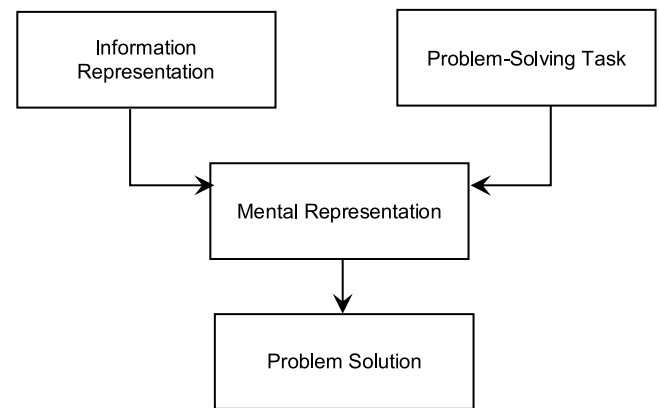 Information
Representation
Problem-Solving Task
Mental Representation
Problem Solution